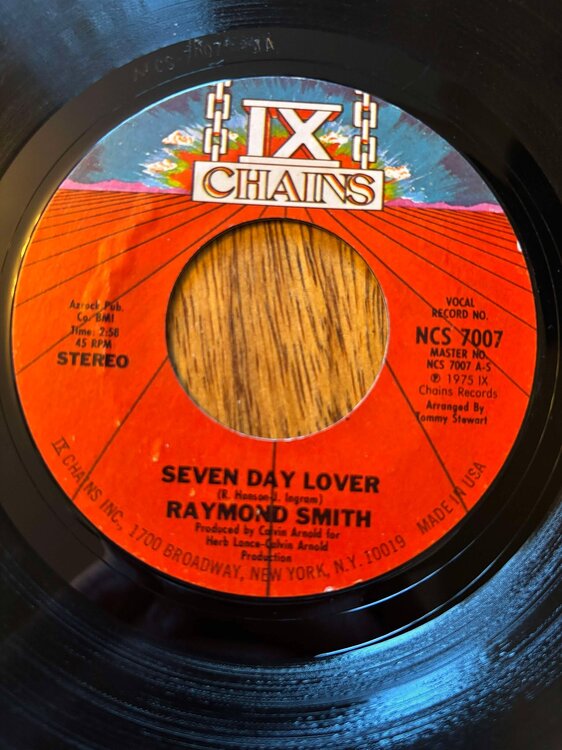 IX
CHAINS
Azrock Pub.
Co. BMI
Time: 2:58
45 RPM
STEREO
VOCAL
RECORD NO.
NCS 7007
MASTER NO.
NCS 7007 A-S
℗ 1975 IX
Chains Records
Arranged By
Tommy Stewart
SEVEN DAY LOVER
(R. Hanson-J. Ingram)
RAYMOND SMITH
Produced by Calvin Arnold for
Herb Lance-Calvin Arnold
Production
IX CHAINS INC., 1700 BROADWAY, NEW YORK, N.Y. 10019 MADE IN USA